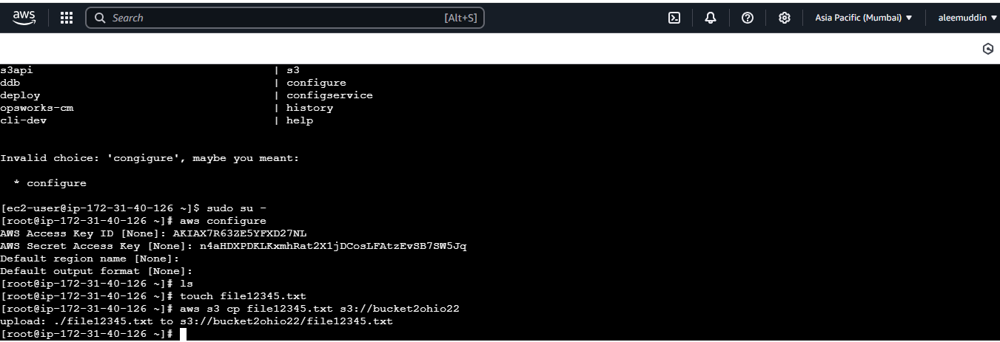 aws
Search [Alt+S] Asia Pacific (Mumbai) aleemuddin
s3api | s3
ddb | configure
deploy | configservice
opsworks-cm | history
cli-dev | help
Invalid choice: 'congigure', maybe you meant:
* configure
[ec2-user@ip-172-31-40-126 ~]$ sudo su -
[root@ip-172-31-40-126 ~]# aws configure
AWS Access Key ID [None]: AKIAX7R63ZE5YFXD27NL
AWS Secret Access Key [None]: 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
Default region name [None]:
Default output format [None]:
[root@ip-172-31-40-126 ~]# ls
[root@ip-172-31-40-126 ~]# touch file12345.txt
[root@ip-172-31-40-126 ~]# aws s3 cp file12345.txt s3://bucket2ohio22
upload: ./file12345.txt to s3://bucket2ohio22/file12345.txt
[root@ip-172-31-40-126 ~]#